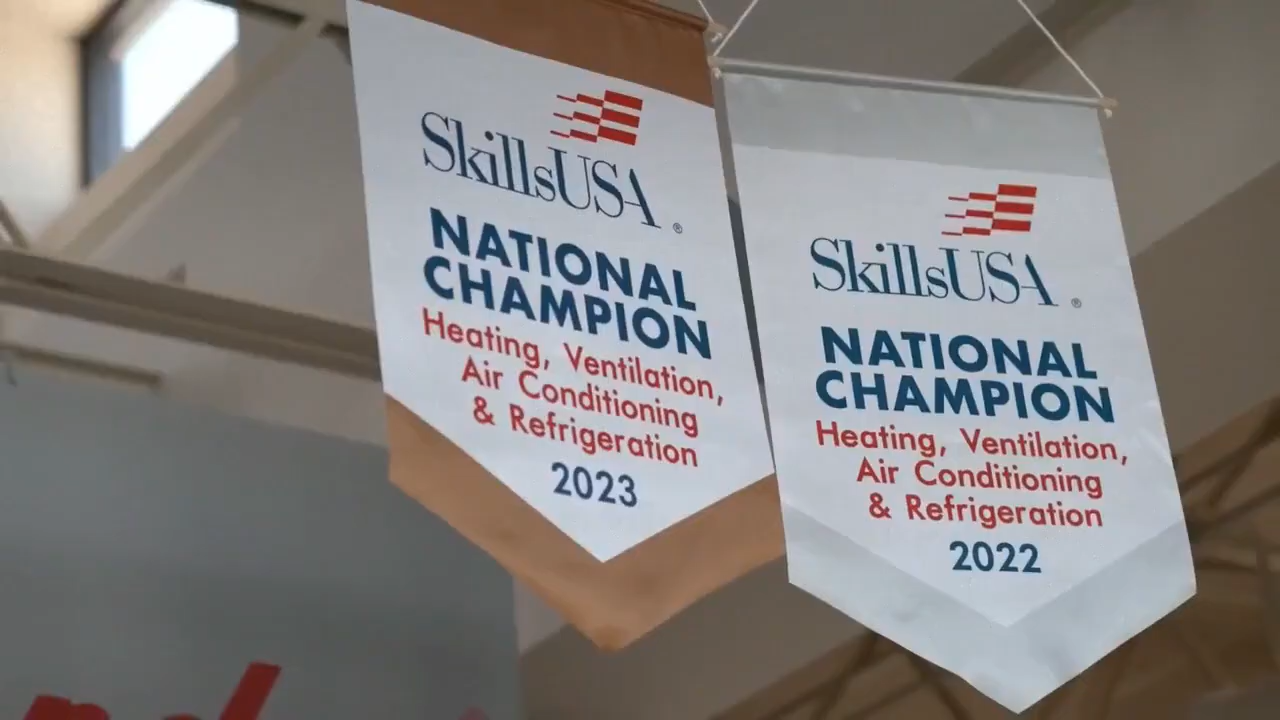 SkillsUSA®
NATIONAL
CHAMPION
Heating, Ventilation,
Air Conditioning
& Refrigeration
2023
SkillsUSA®
NATIONAL
CHAMPION
Heating, Ventilation,
Air Conditioning
& Refrigeration
2022